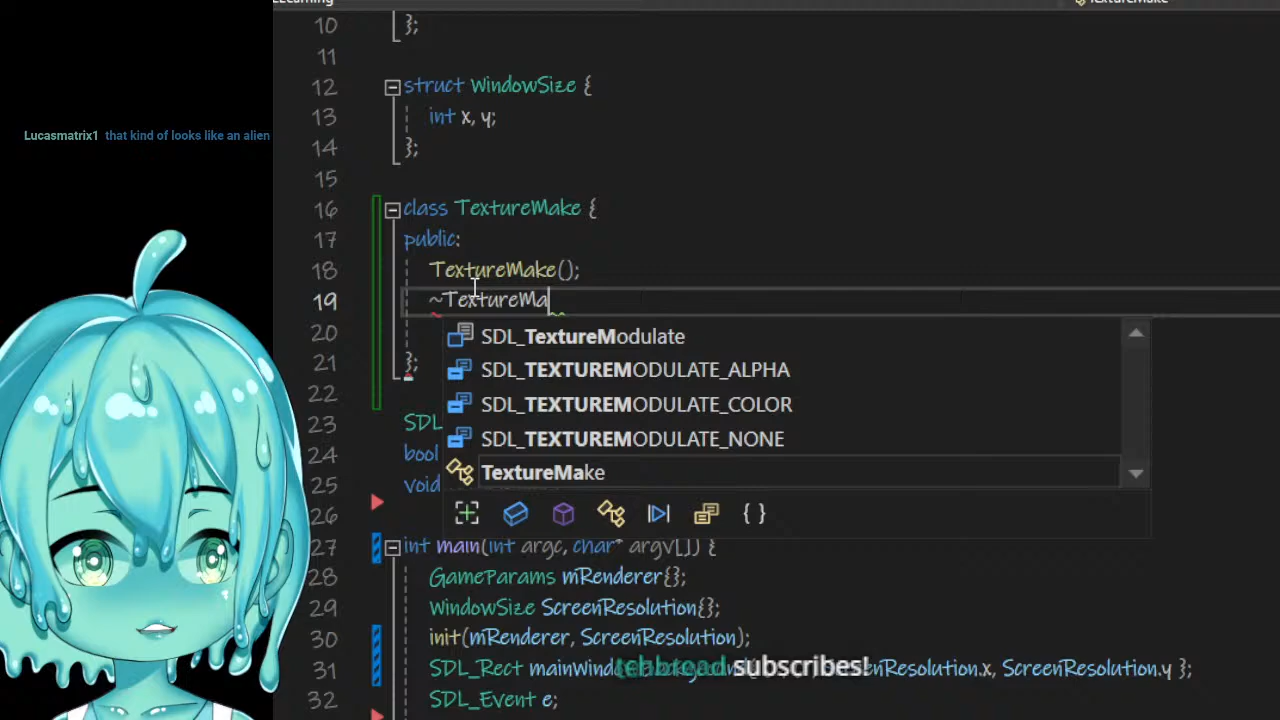 10 };
11
12 struct WindowSize {
13 int x, y;
14 };
15
Lucasmatrix1 that kind of looks like an alien
16 class TextureMake {
17 public:
18 TextureMake();
19 ~TextureMa
20 SDL_TextureModulate
SDL_TEXTUREMODULATE_ALPHA
21 };
22 SDL_TEXTUREMODULATE_COLOR
23 SDL
SDL_TEXTUREMODULATE_NONE
24 bool
TextureMake
25 void
26
{ }
27 int main(int argc, char* argv[]) {
28 GameParams mRenderer{};
29 WindowSize ScreenResolution{};
30 init(mRenderer, ScreenResolution);
31 SDL_Rect enResolution.x, ScreenResolution.y };
subscribes!
32 SDL_Event e;